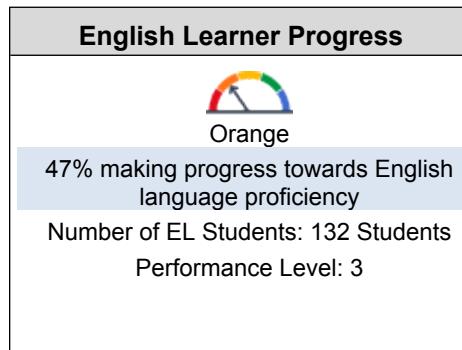 English Learner Progress
Orange
47% making progress towards English
language proficiency
Number of EL Students: 132 Students
Performance Level: 3